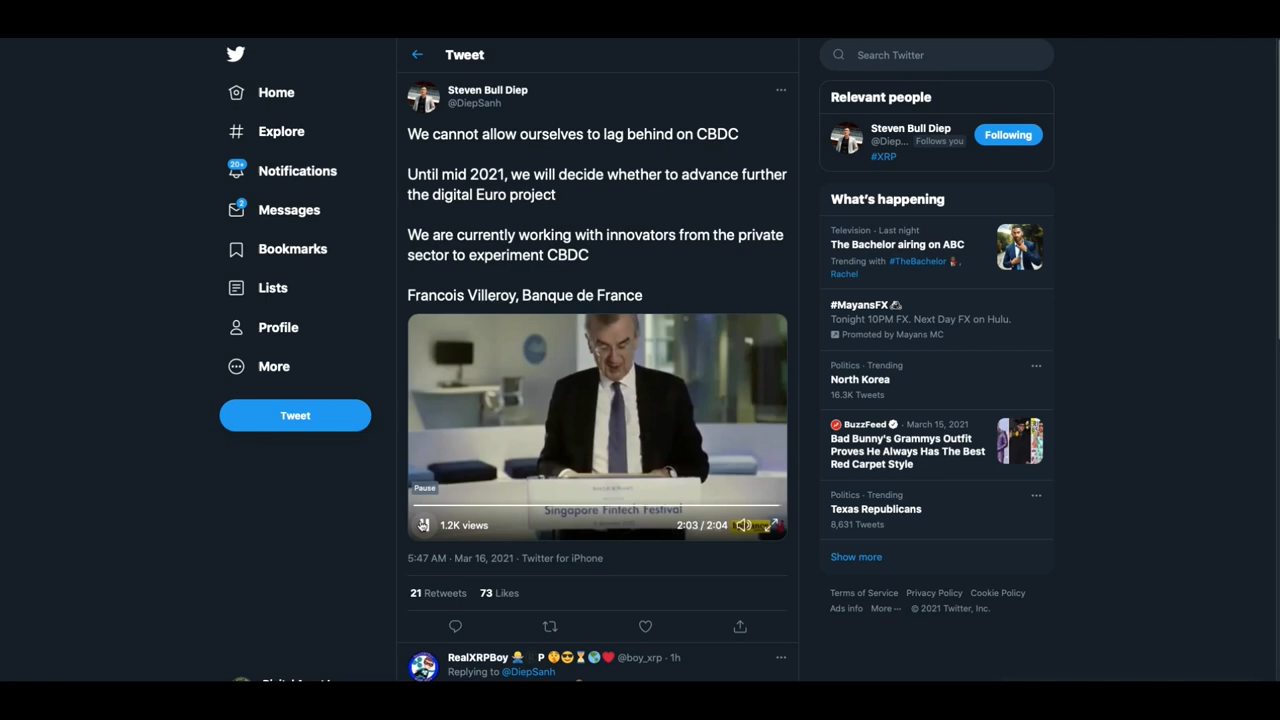 Home
Explore
20+
Notifications
2
Messages
Bookmarks
Lists
Profile
More
Tweet
Tweet
Steven Bull Diep
@DiepSanh
We cannot allow ourselves to lag behind on CBDC
Until mid 2021, we will decide whether to advance further
the digital Euro project
We are currently working with innovators from the private
sector to experiment CBDC
Francois Villeroy, Banque de France
Singapore Fintech Festival
Pause
1.2K views
2:03 / 2:04
5:47 AM · Mar 16, 2021 · Twitter for iPhone
21 Retweets 73 Likes
RealXRPBoy 🤷‍♂️ P 🤔😎⌛🌍❤️ @boy_xrp · 1h
Replying to @DiepSanh
Search Twitter
Relevant people
Steven Bull Diep
@Diep... Follows you
#XRP
Following
What's happening
Television · Last night
The Bachelor airing on ABC
Trending with #TheBachelor 🌹,
Rachel
#MayansFX
Tonight 10PM FX. Next Day FX on Hulu.
Promoted by Mayans MC
Politics · Trending
North Korea
16.3K Tweets
BuzzFeed · March 15, 2021
Bad Bunny's Grammys Outfit
Proves He Always Has The Best
Red Carpet Style
Politics · Trending
Texas Republicans
8,631 Tweets
Show more
Terms of Service Privacy Policy Cookie Policy
Ads info More ··· © 2021 Twitter, Inc.